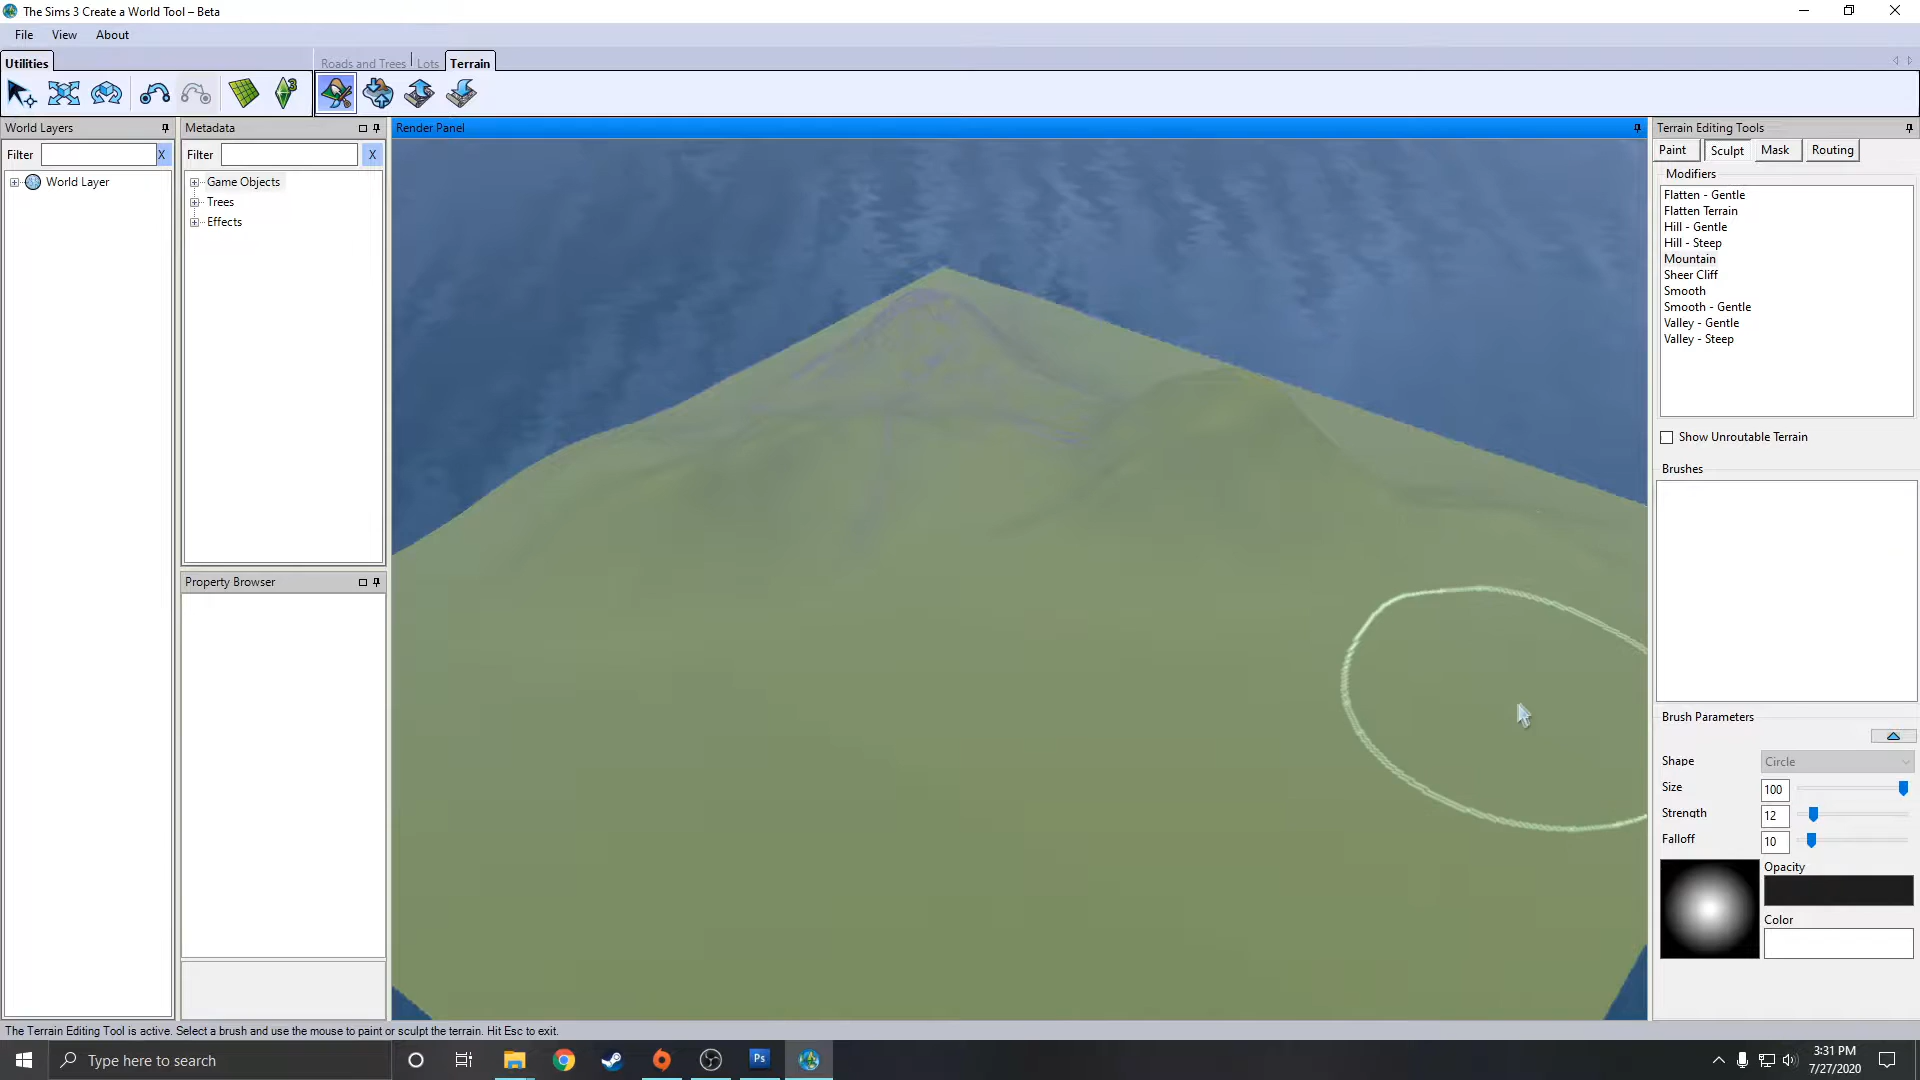 The Sims 3 Create a World Tool – Beta
File View About
Utilities Roads and Trees Lots Terrain
World Layers Metadata Render Panel Terrain Editing Tools
Filter X Filter X Paint Sculpt Mask Routing
World Layer
Game Objects
Trees
Effects
Modifiers
Flatten - Gentle
Flatten Terrain
Hill - Gentle
Hill - Steep
Mountain
Sheer Cliff
Smooth
Smooth - Gentle
Valley - Gentle
Valley - Steep
Show Unroutable Terrain
Brushes
Property Browser
Brush Parameters
Shape Circle
Size 100
Strength 12
Falloff 10
Opacity
Color
The Terrain Editing Tool is active. Select a brush and use the mouse to paint or sculpt the terrain. Hit Esc to exit.
Type here to search
Ps
3:31 PM
7/27/2020